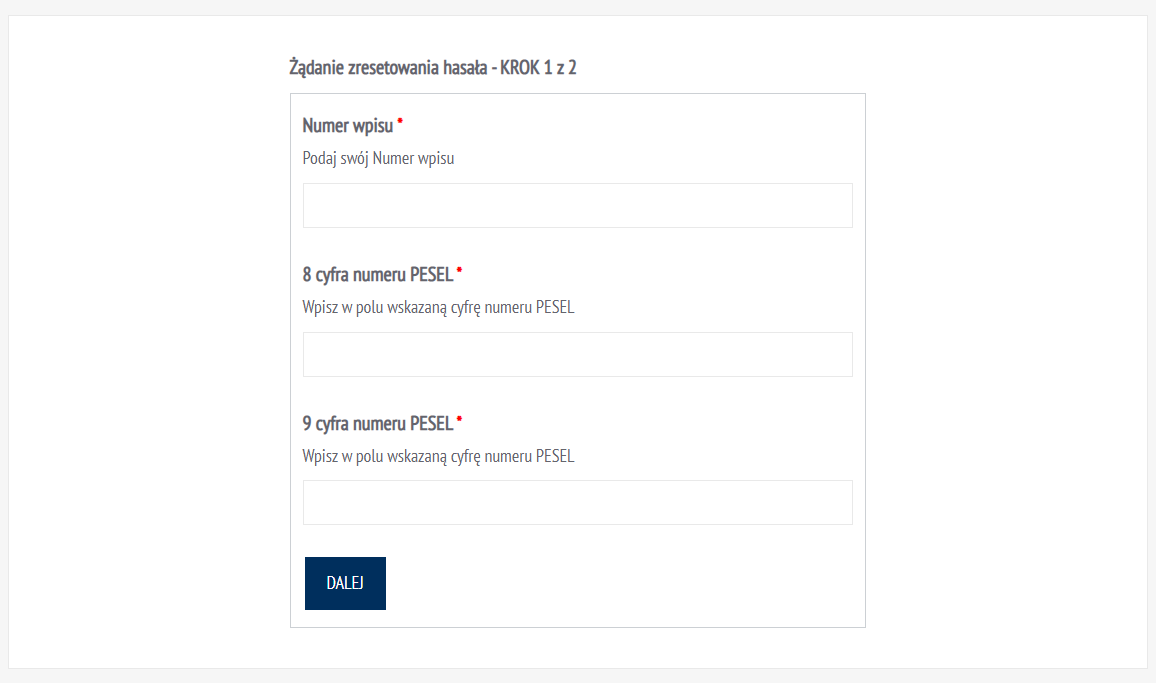 Żądanie zresetowania hasała - KROK 1 z 2
Numer wpisu *
Podaj swój Numer wpisu
8 cyfra numeru PESEL *
Wpisz w polu wskazaną cyfrę numeru PESEL
9 cyfra numeru PESEL *
Wpisz w polu wskazaną cyfrę numeru PESEL
DALEJ